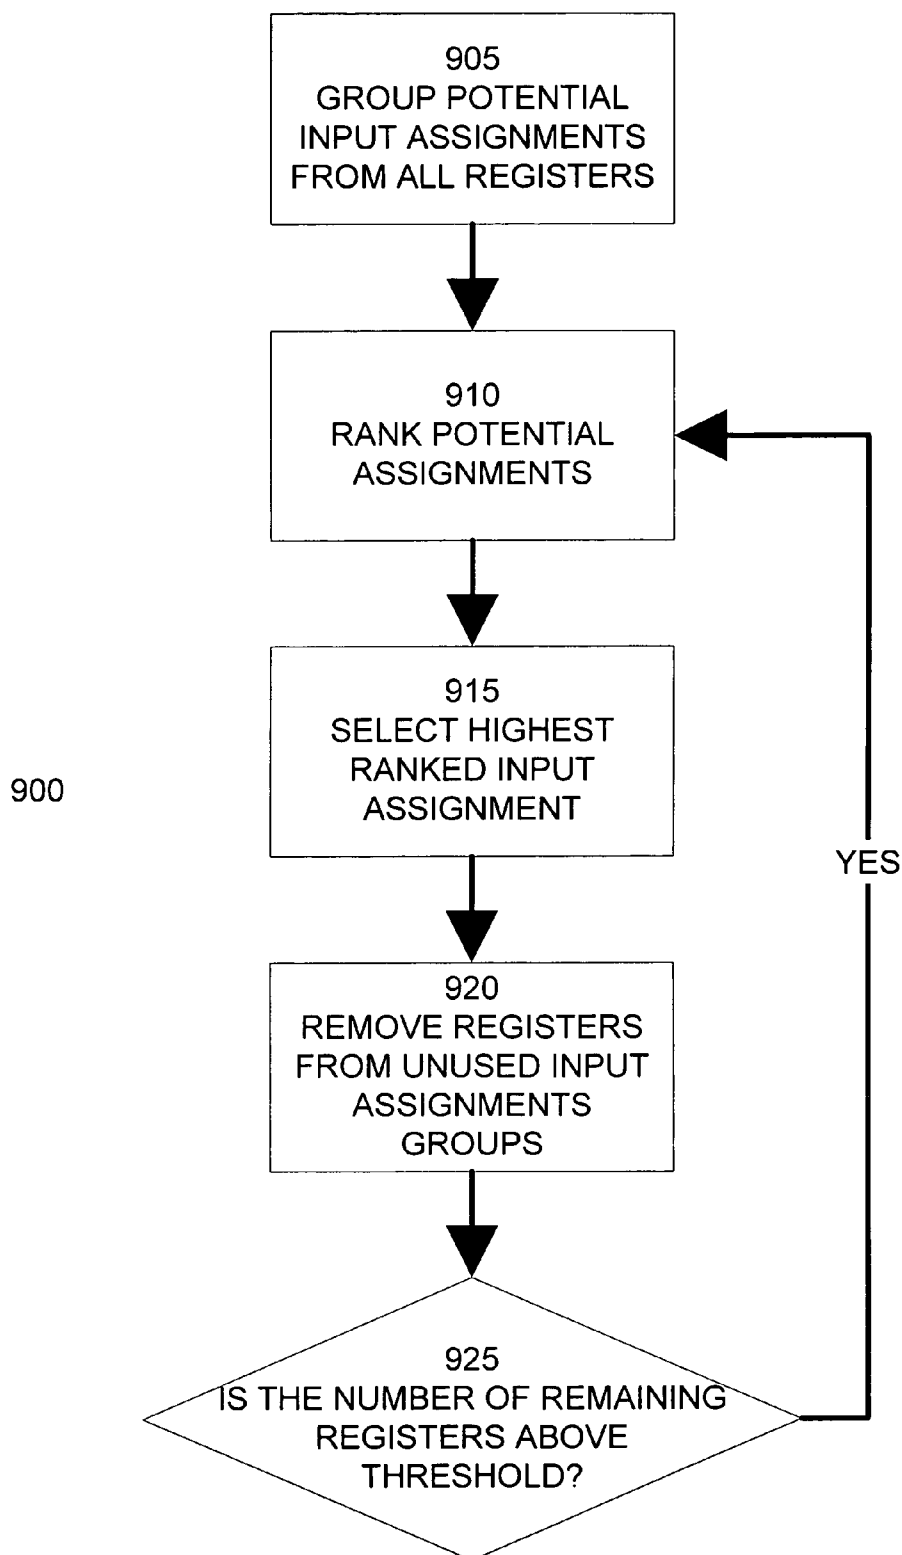 905
GROUP POTENTIAL
INPUT ASSIGNMENTS
FROM ALL REGISTERS
910
RANK POTENTIAL
ASSIGNMENTS
915
SELECT HIGHEST
RANKED INPUT
ASSIGNMENT
900
YES
920
REMOVE REGISTERS
FROM UNUSED INPUT
ASSIGNMENTS
GROUPS
925
IS THE NUMBER OF REMAINING
REGISTERS ABOVE
THRESHOLD?